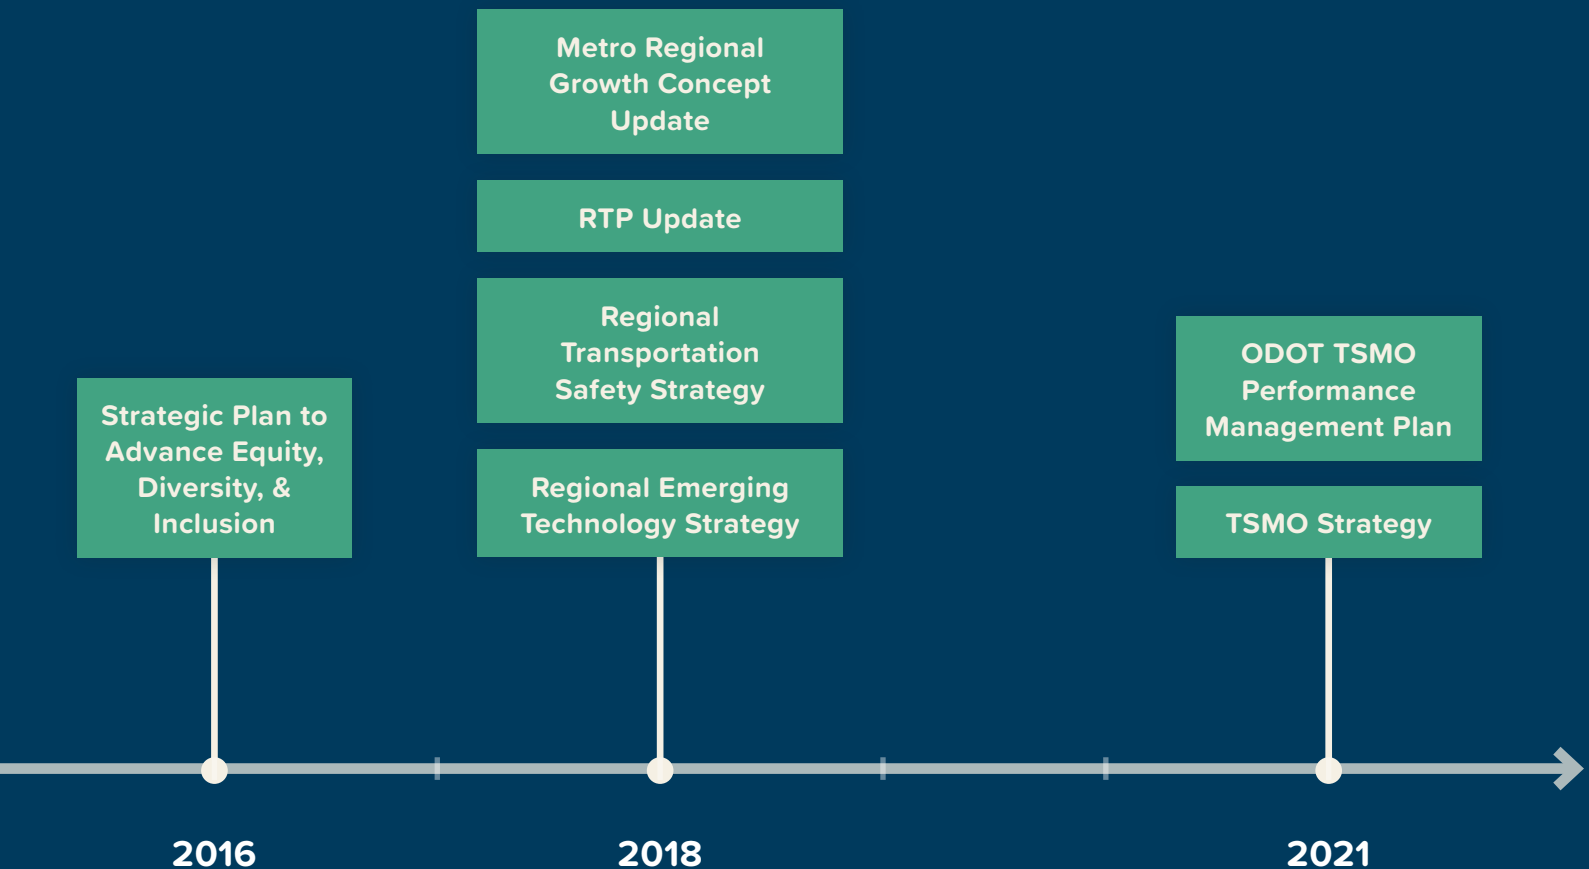 Strategic Plan to
Advance Equity,
Diversity, &
Inclusion
2016
Metro Regional
Growth Concept
Update
RTP Update
Regional
Transportation
Safety Strategy
Regional Emerging
Technology Strategy
2018
ODOT TSMO
Performance
Management Plan
TSMO Strategy
2021